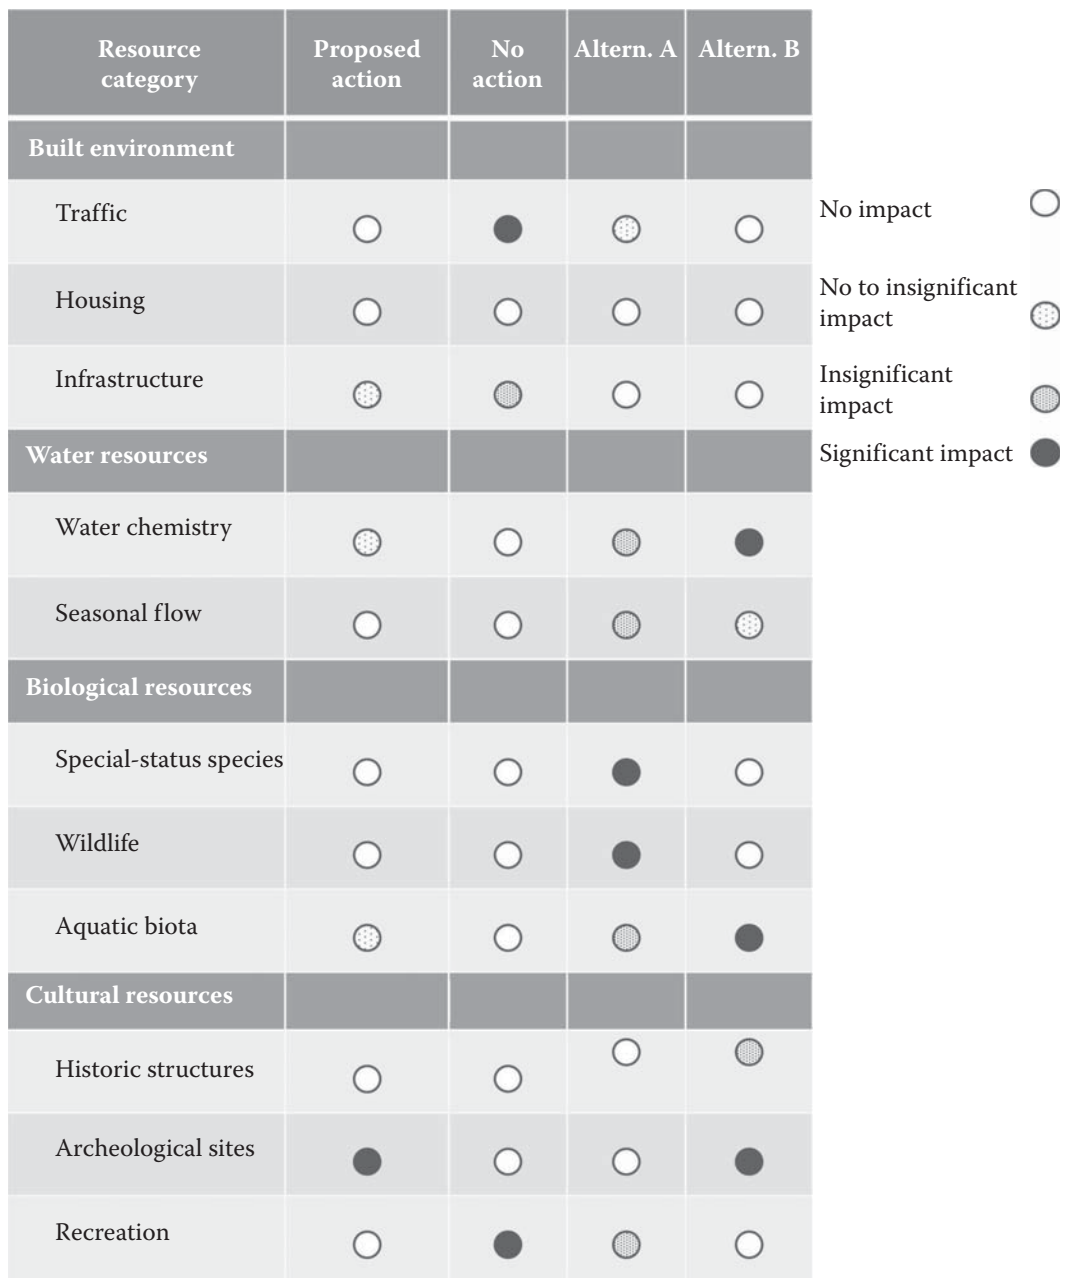 Resource
category
Proposed
action
No
action
Altern. A
Altern. B
Built environment
Traffic
Housing
Infrastructure
Water resources
Water chemistry
Seasonal flow
Biological resources
Special-status species
Wildlife
Aquatic biota
Cultural resources
Historic structures
Archeological sites
Recreation
No impact
No to insignificant
impact
Insignificant
impact
Significant impact